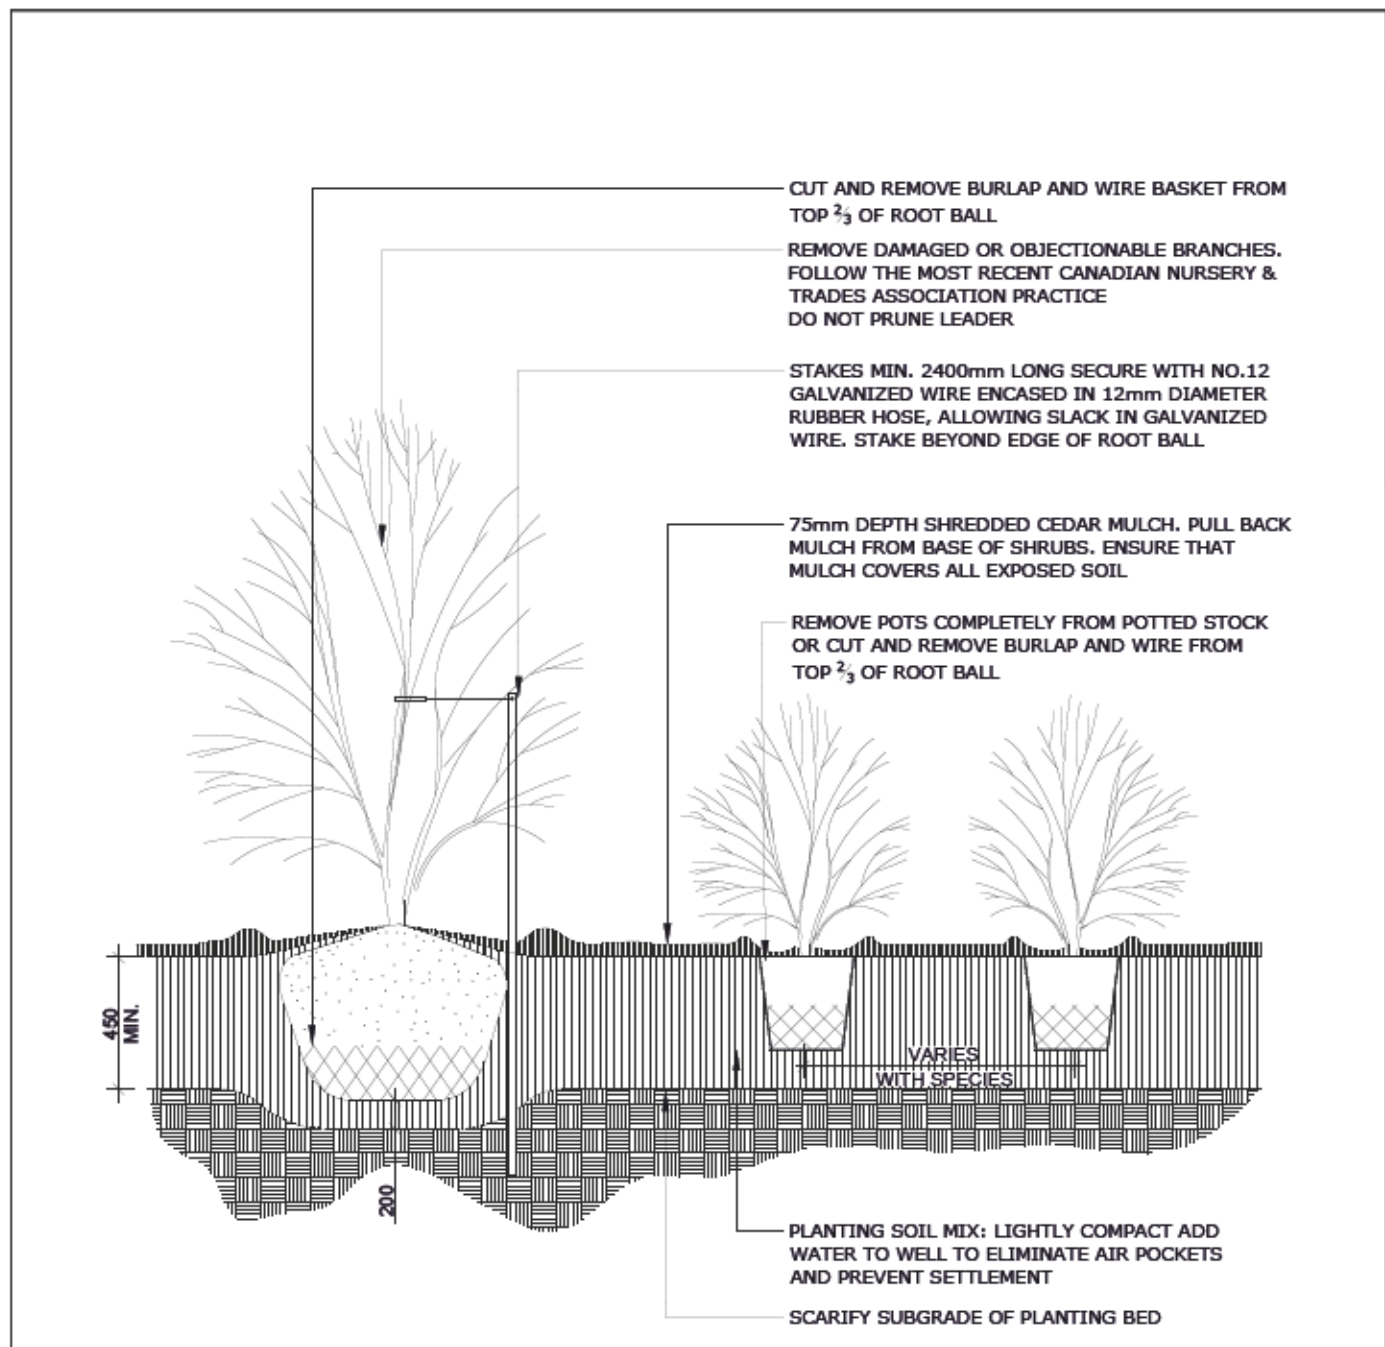 CUT AND REMOVE BURLAP AND WIRE BASKET FROM
TOP 2/3 OF ROOT BALL
REMOVE DAMAGED OR OBJECTIONABLE BRANCHES.
FOLLOW THE MOST RECENT CANADIAN NURSERY &
TRADES ASSOCIATION PRACTICE
DO NOT PRUNE LEADER
STAKES MIN. 2400mm LONG SECURE WITH NO.12
GALVANIZED WIRE ENCASED IN 12mm DIAMETER
RUBBER HOSE, ALLOWING SLACK IN GALVANIZED
WIRE. STAKE BEYOND EDGE OF ROOT BALL
75mm DEPTH SHREDDED CEDAR MULCH. PULL BACK
MULCH FROM BASE OF SHRUBS. ENSURE THAT
MULCH COVERS ALL EXPOSED SOIL
REMOVE POTS COMPLETELY FROM POTTED STOCK
OR CUT AND REMOVE BURLAP AND WIRE FROM
TOP 2/3 OF ROOT BALL
450
MIN.
VARIES
WITH SPECIES
200
PLANTING SOIL MIX: LIGHTLY COMPACT ADD
WATER TO WELL TO ELIMINATE AIR POCKETS
AND PREVENT SETTLEMENT
SCARIFY SUBGRADE OF PLANTING BED